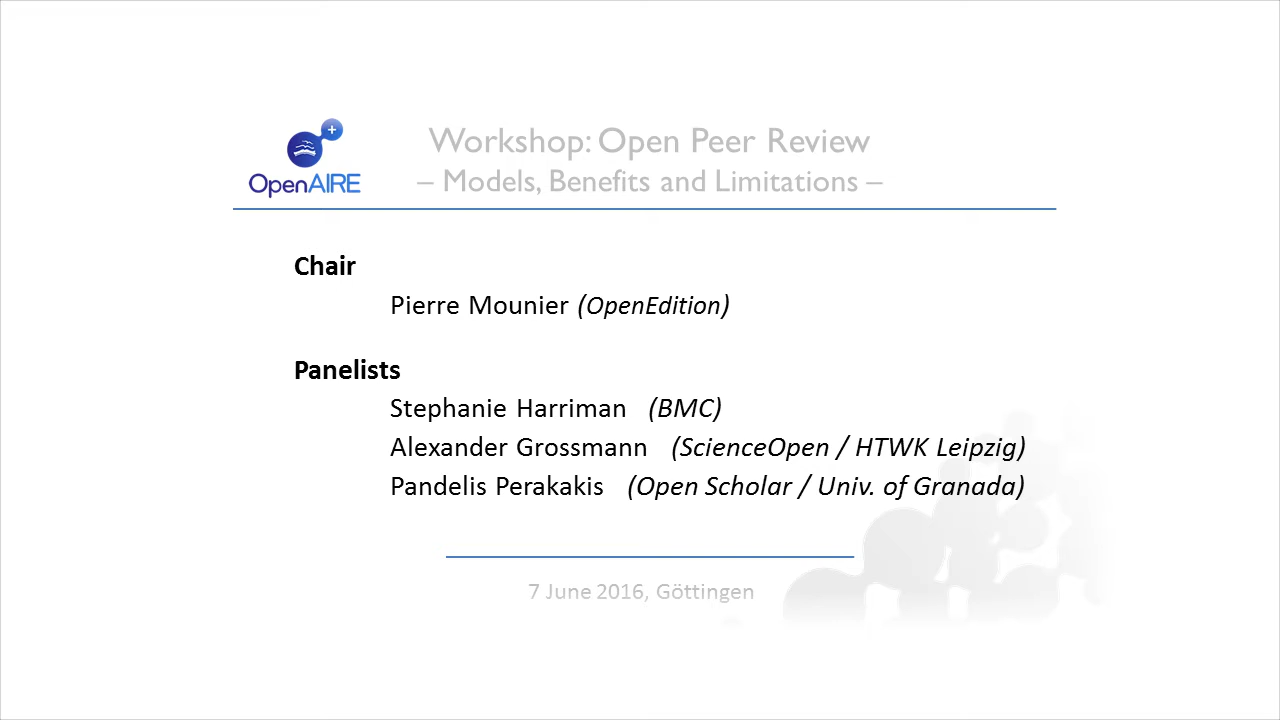 OpenAIRE
Workshop: Open Peer Review
– Models, Benefits and Limitations –
Chair
Pierre Mounier (OpenEdition)
Panelists
Stephanie Harriman (BMC)
Alexander Grossmann (ScienceOpen / HTWK Leipzig)
Pandelis Perakakis (Open Scholar / Univ. of Granada)
7 June 2016, Göttingen